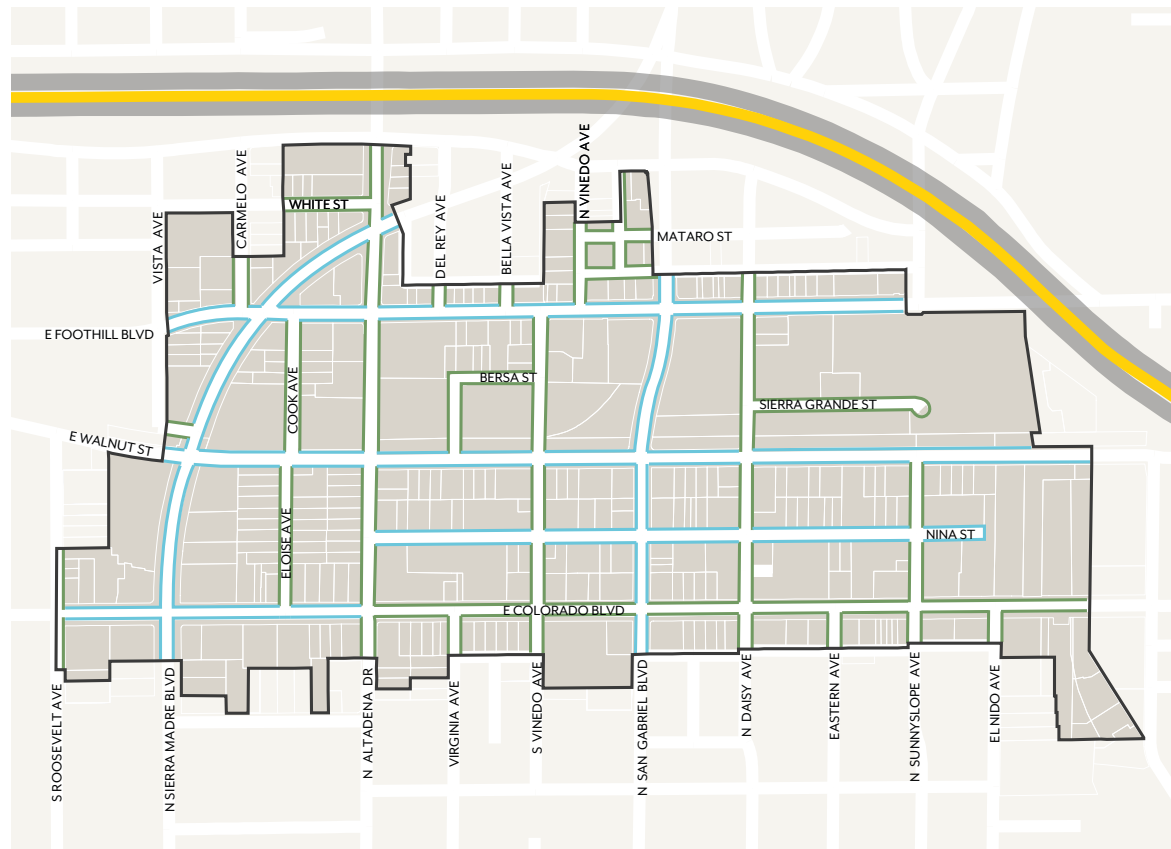 N VINEDO AVE
CARMELO AVE
WHITE ST
DEL REY AVE
BELLA VISTA AVE
VISTA AVE
MATARO ST
E FOOTHILL BLVD
BERSA ST
COOK AVE
SIERRA GRANDE ST
E WALNUT ST
ELOISE AVE
NINA ST
E COLORADO BLVD
S ROOSEVELT AVE
N SIERRA MADRE BLVD
N ALTADENA DR
VIRGINIA AVE
S VINEDO AVE
N SAN GABRIEL BLVD
N DAISY AVE
EASTERN AVE
N SUNNYSLOPE AVE
EL NIDO AVE